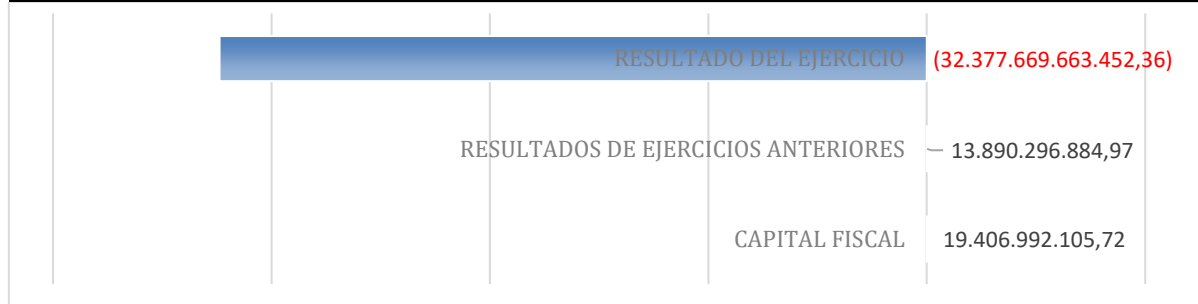 RESULTADO DEL EJERCICIO (32.377.669.663.452,36)
RESULTADOS DE EJERCICIOS ANTERIORES 13.890.296.884,97
CAPITAL FISCAL 19.406.992.105,72